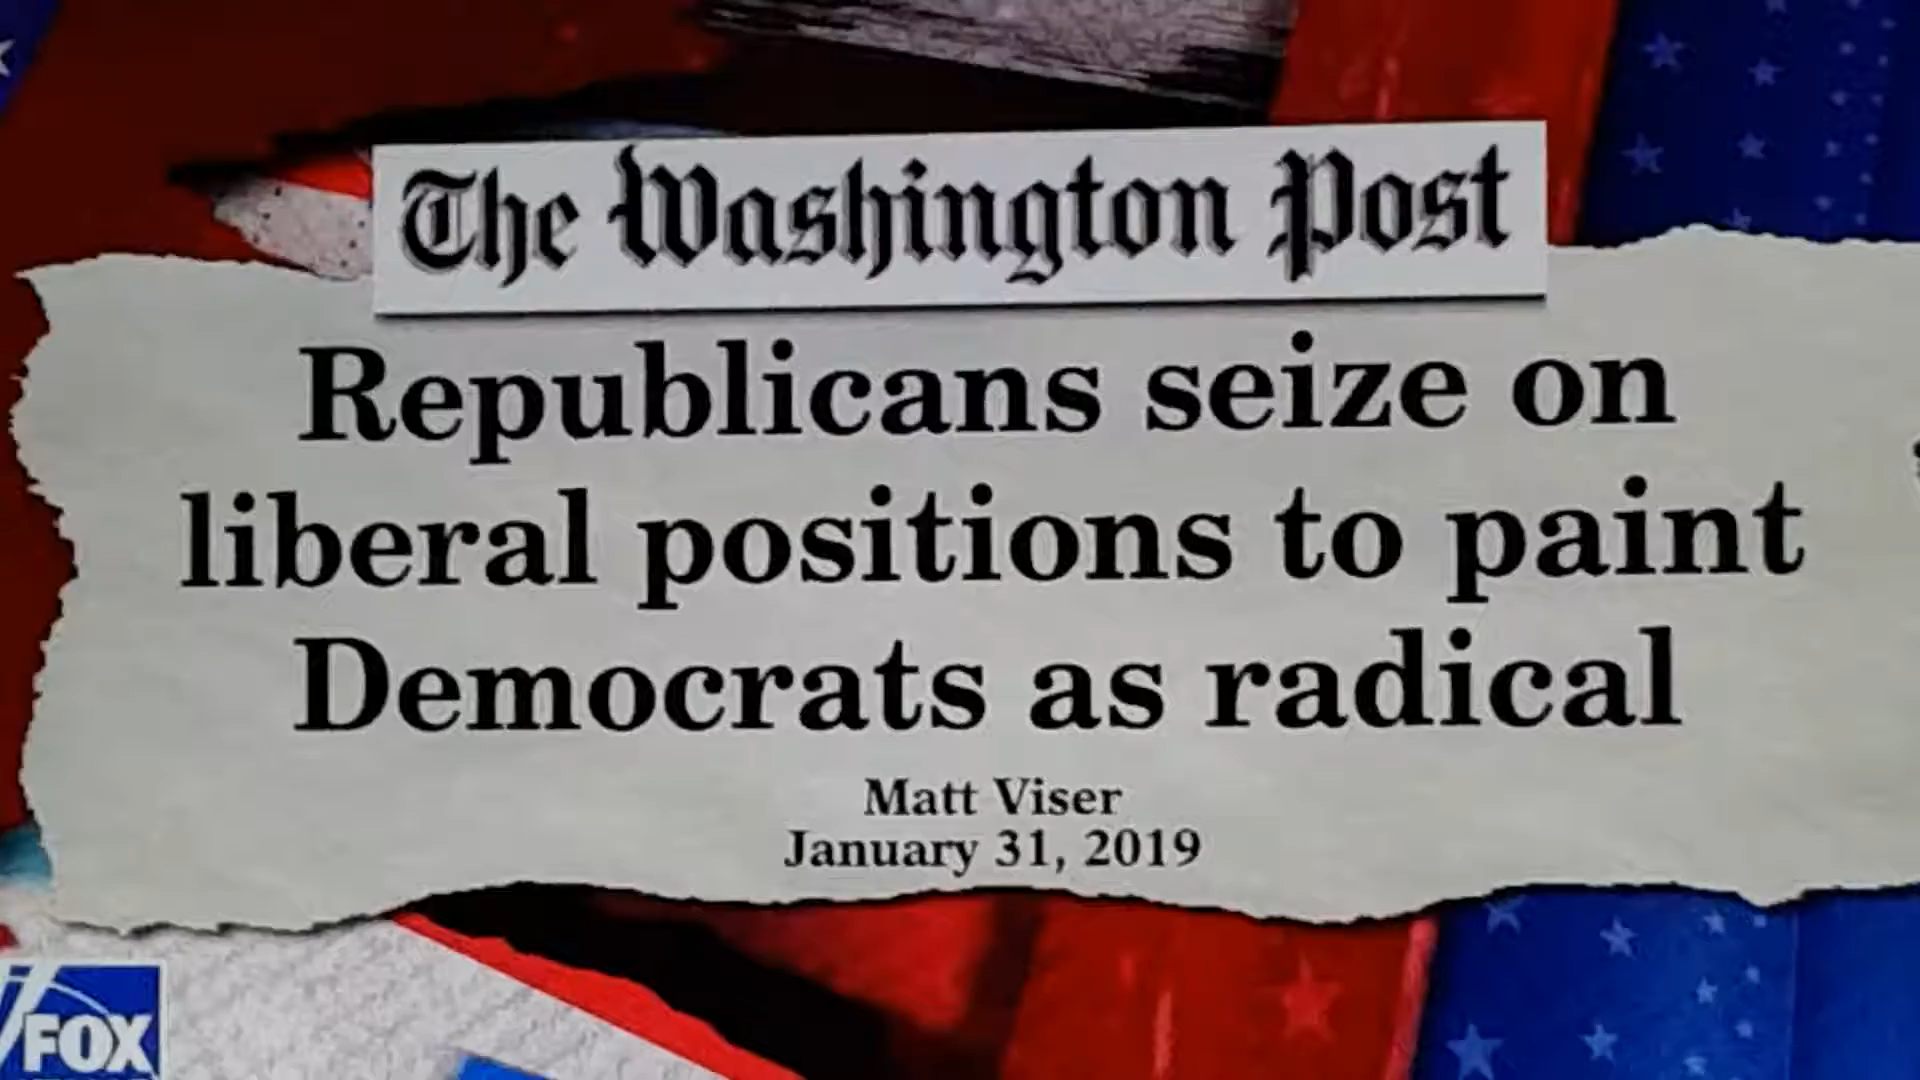 The Washington Post
Republicans seize on
liberal positions to paint
Democrats as radical
Matt Viser
January 31, 2019
FOX